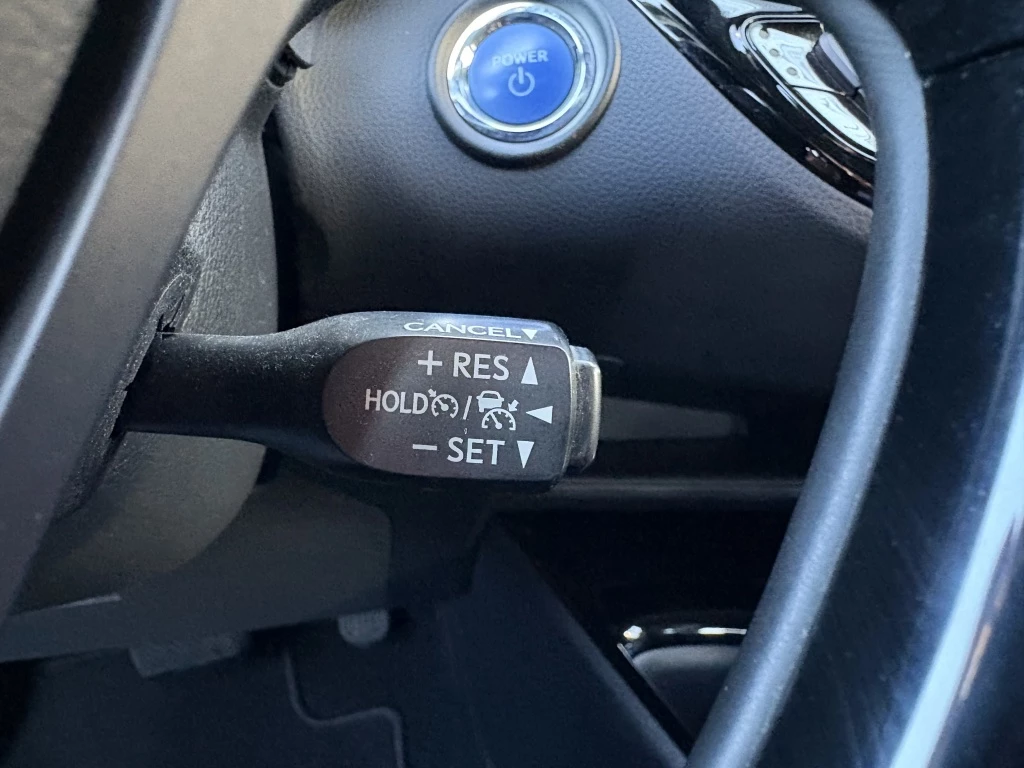 POWER
CANCEL▼
+ RES ▲
HOLD / ◀
− SET ▼